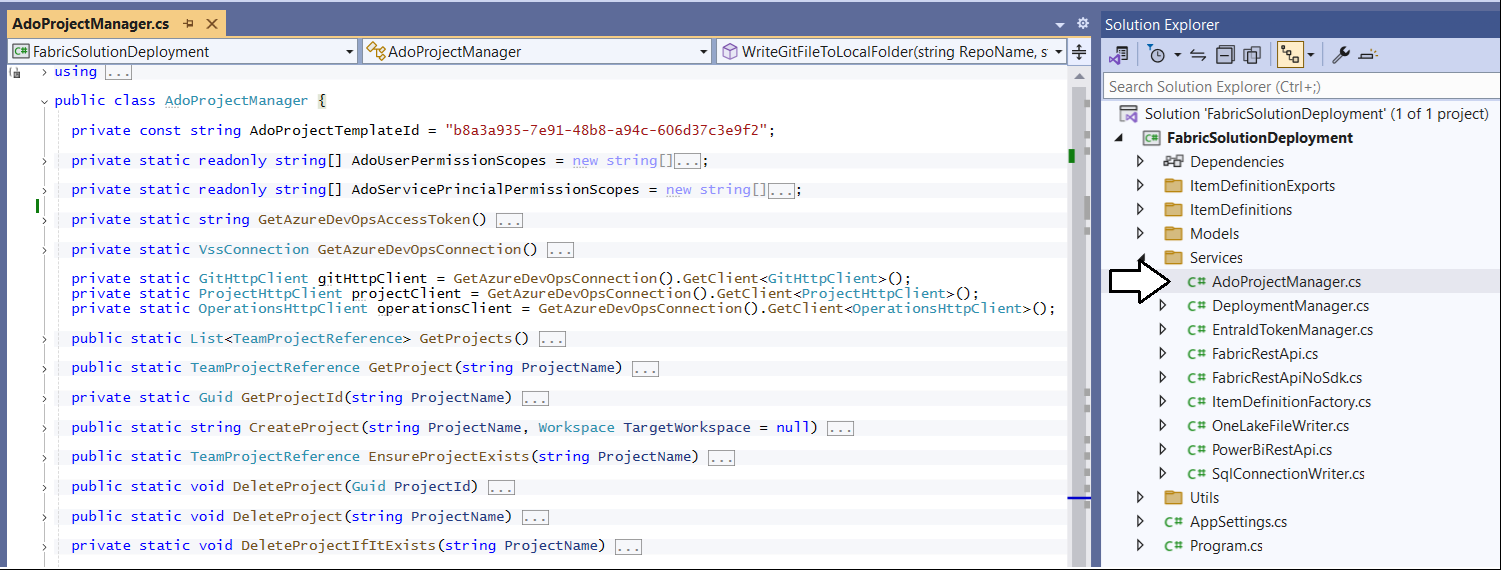 AdoProjectManager.cs
FabricSolutionDeployment
AdoProjectManager
WriteGitFileToLocalFolder(string RepoName, s
using ...
public class AdoProjectManager {
private const string AdoProjectTemplateId = "b8a3a935-7e91-48b8-a94c-606d37c3e9f2";
private static readonly string[] AdoUserPermissionScopes = new string[]...;
private static readonly string[] AdoServicePrincialPermissionScopes = new string[]...;
private static string GetAzureDevOpsAccessToken() ...
private static VssConnection GetAzureDevOpsConnection() ...
private static GitHttpClient gitHttpClient = GetAzureDevOpsConnection().GetClient<GitHttpClient>();
private static ProjectHttpClient projectClient = GetAzureDevOpsConnection().GetClient<ProjectHttpClient>();
private static OperationsHttpClient operationsClient = GetAzureDevOpsConnection().GetClient<OperationsHttpClient>();
public static List<TeamProjectReference> GetProjects() ...
public static TeamProjectReference GetProject(string ProjectName) ...
private static Guid GetProjectId(string ProjectName) ...
public static string CreateProject(string ProjectName, Workspace TargetWorkspace = null) ...
public static TeamProjectReference EnsureProjectExists(string ProjectName) ...
public static void DeleteProject(Guid ProjectId) ...
public static void DeleteProject(string ProjectName) ...
private static void DeleteProjectIfItExists(string ProjectName) ...
Solution Explorer
Search Solution Explorer (Ctrl+;)
Solution 'FabricSolutionDeployment' (1 of 1 project)
C# FabricSolutionDeployment
Dependencies
ItemDefinitionExports
ItemDefinitions
Models
Services
C# AdoProjectManager.cs
C# DeploymentManager.cs
C# EntraIdTokenManager.cs
C# FabricRestApi.cs
C# FabricRestApiNoSdk.cs
C# ItemDefinitionFactory.cs
C# OneLakeFileWriter.cs
C# PowerBiRestApi.cs
C# SqlConnectionWriter.cs
Utils
C# AppSettings.cs
C# Program.cs